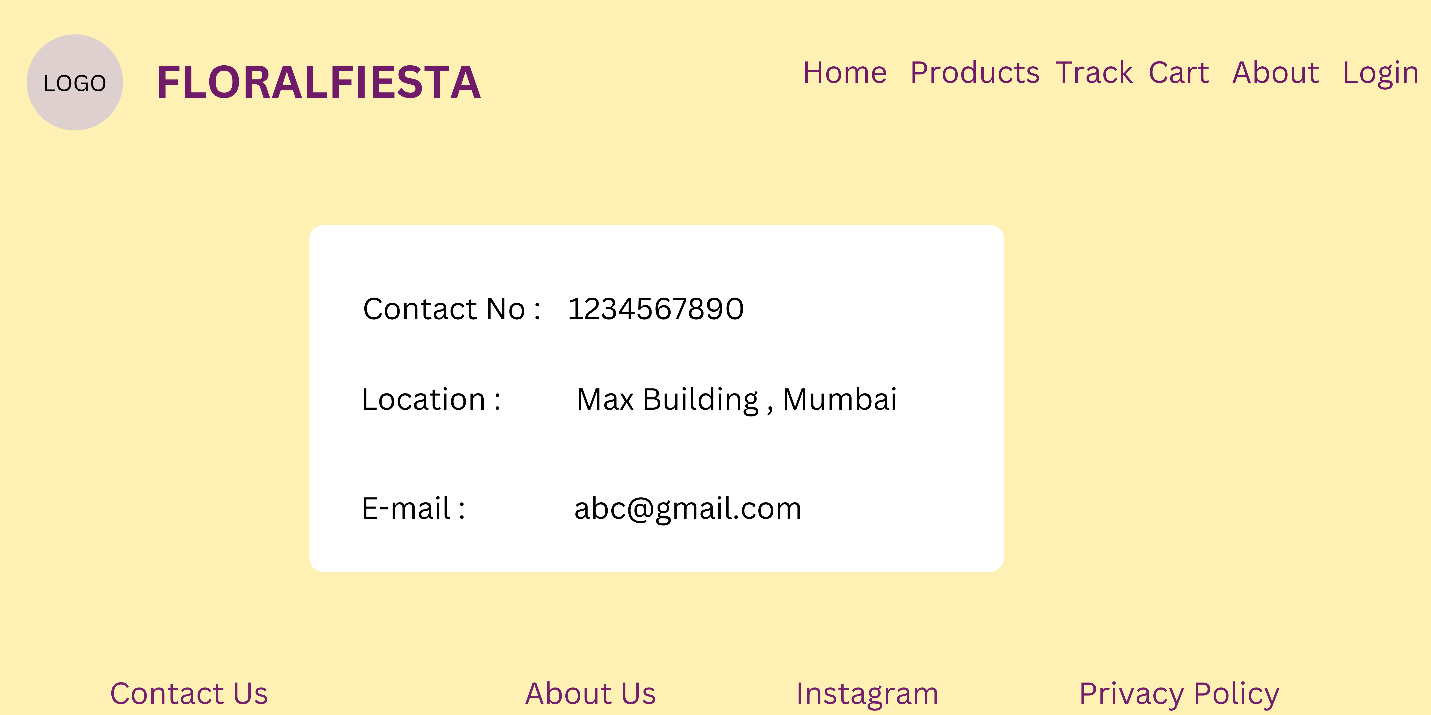 LOGO FLORALFIESTA Home Products Track Cart About Login
Contact No : 1234567890
Location : Max Building , Mumbai
E-mail : abc@gmail.com
Contact Us About Us Instagram Privacy Policy